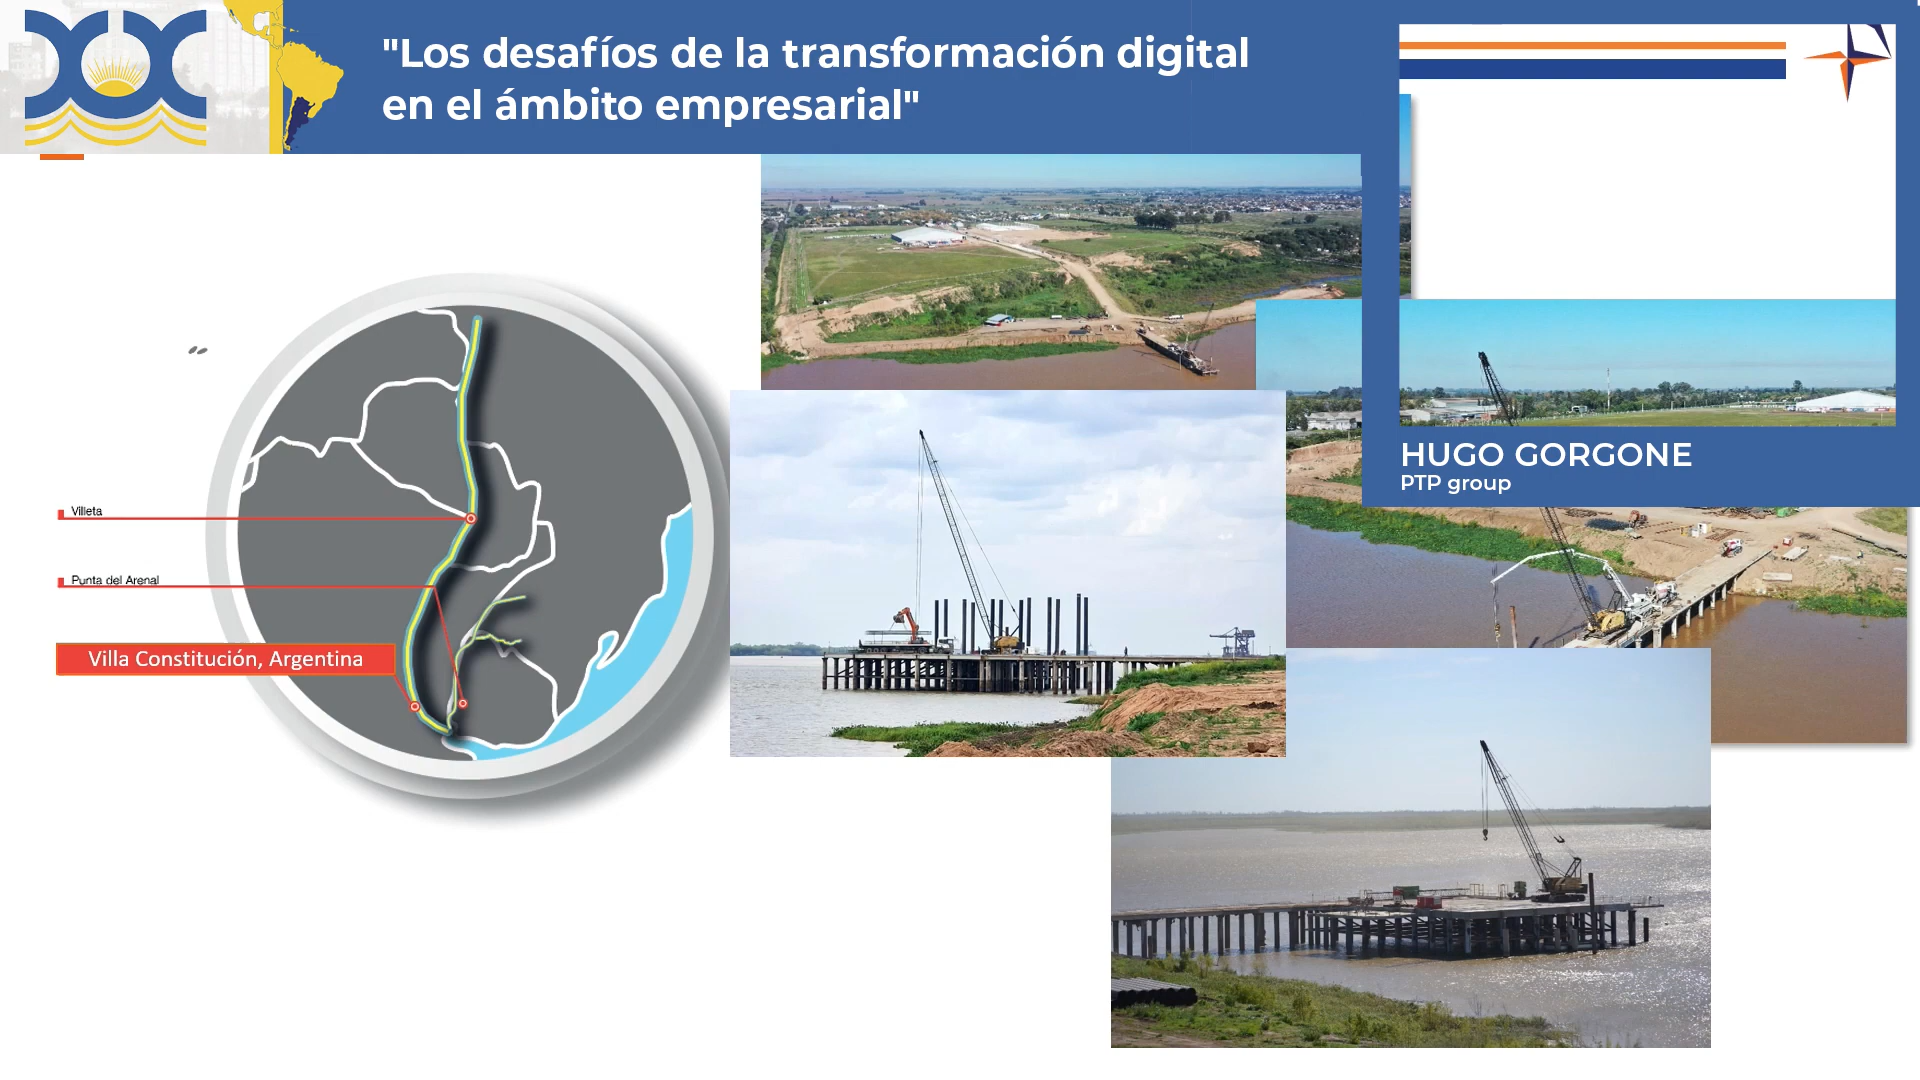 "Los desafíos de la transformación digital
en el ámbito empresarial"
HUGO GORGONE
PTP group
Villeta
Punta del Arenal
Villa Constitución, Argentina